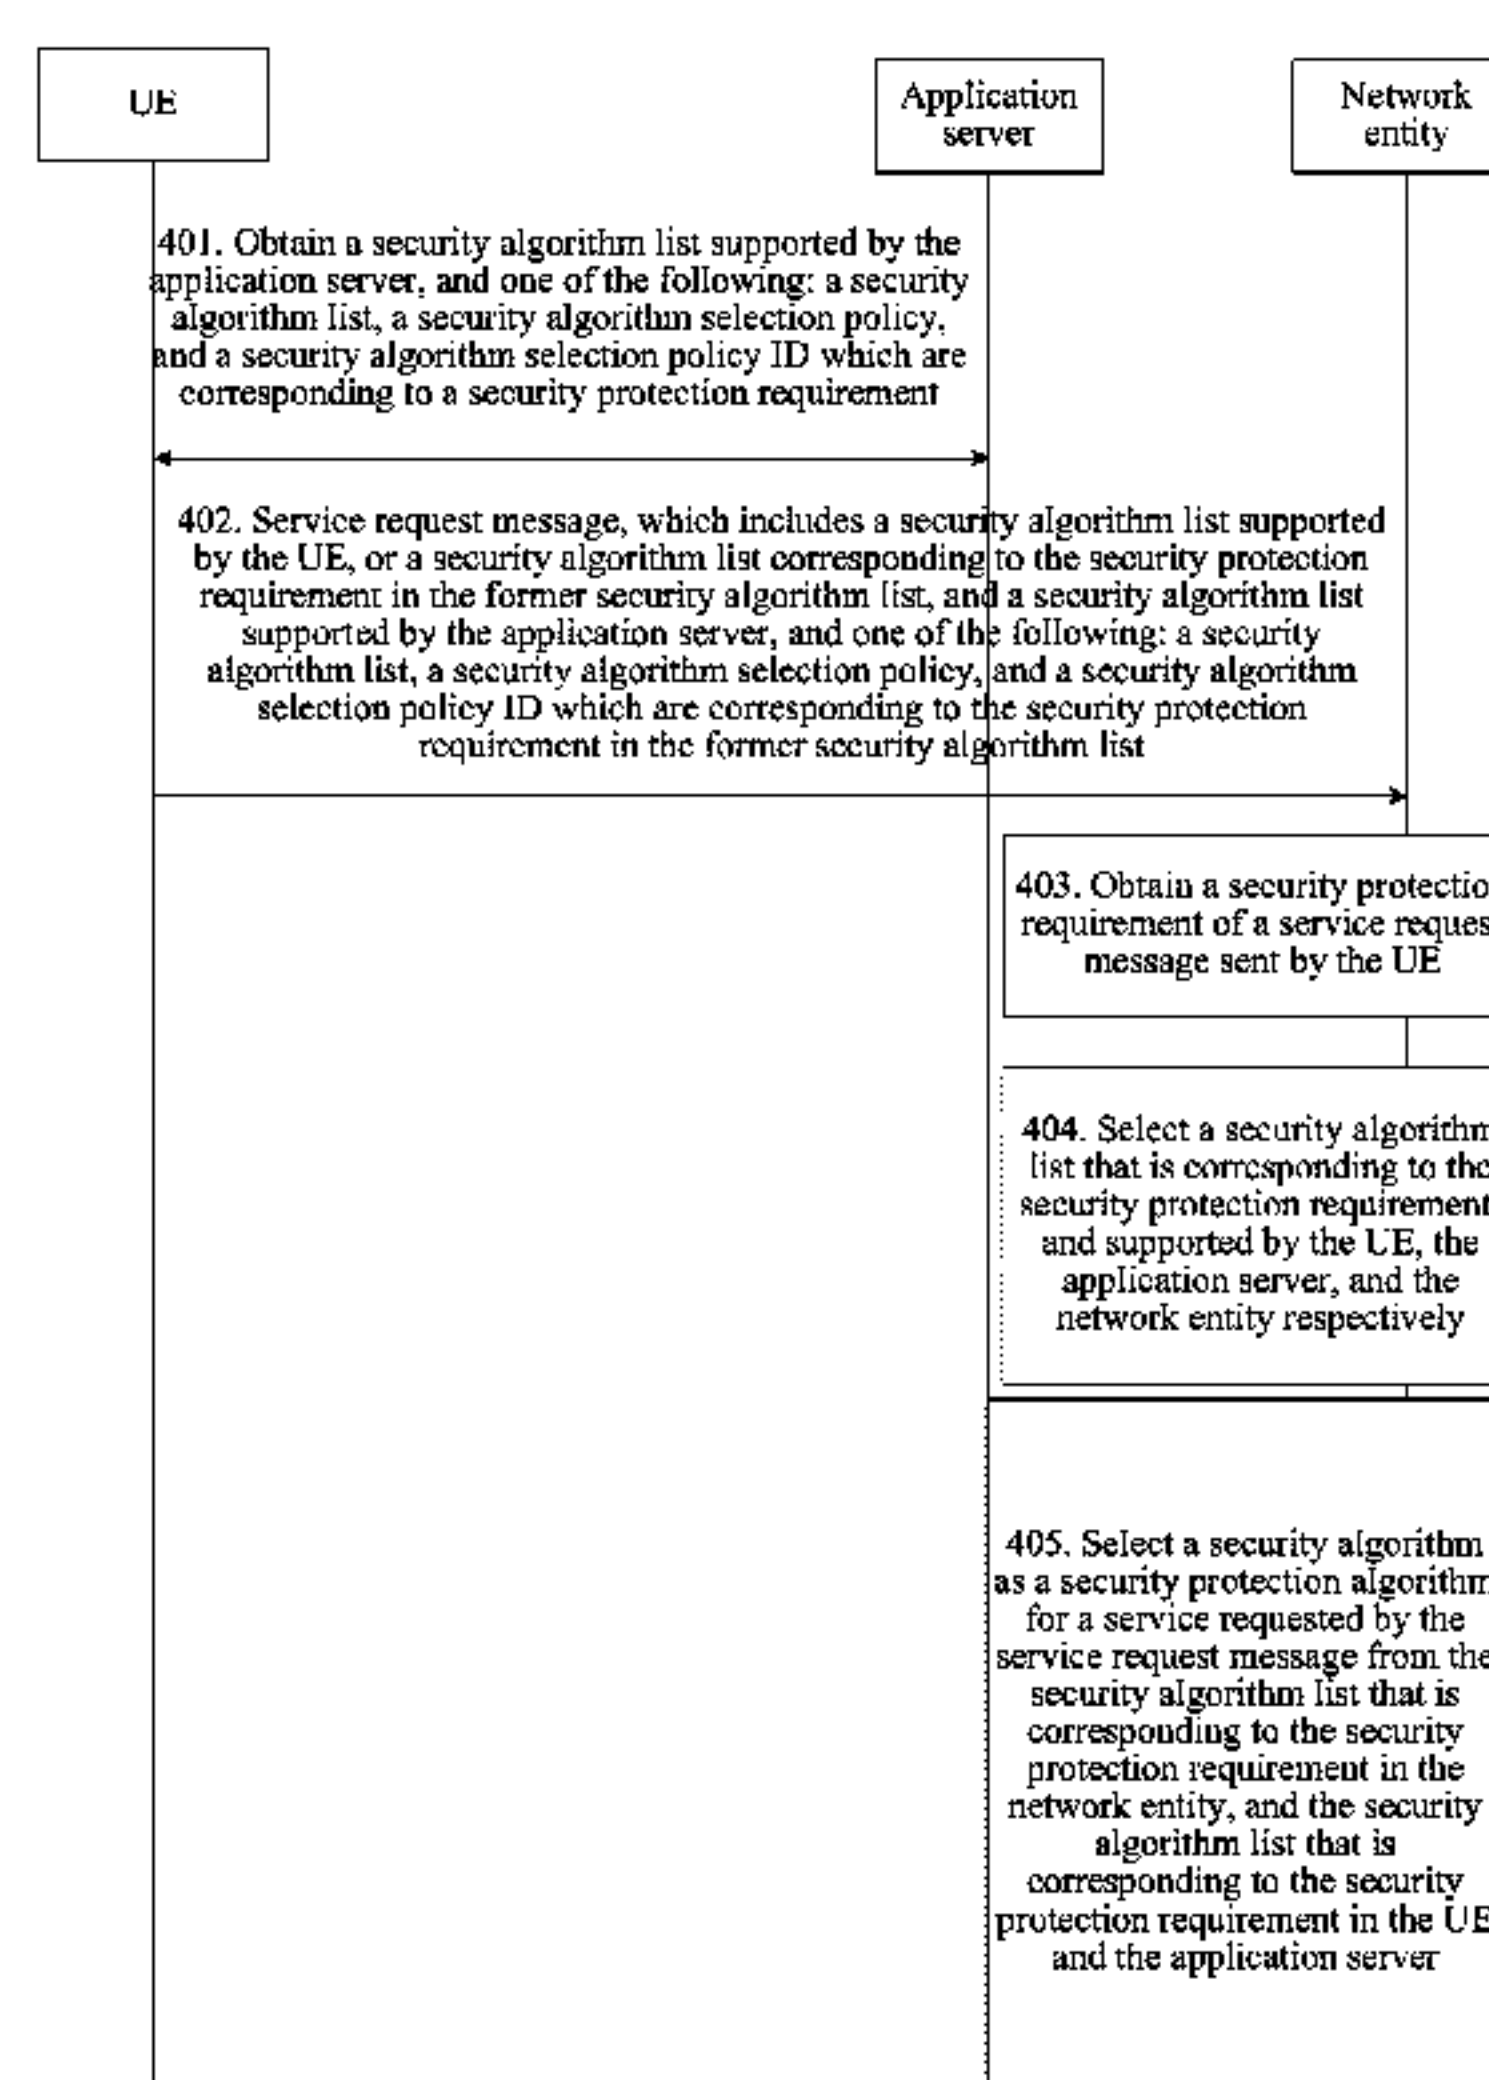 UE
Application
server
Network
entity
401. Obtain a security algorithm list supported by the
application server, and one of the following: a security
algorithm list, a security algorithm selection policy,
and a security algorithm selection policy ID which are
corresponding to a security protection requirement
402. Service request message, which includes a security algorithm list supported
by the UE, or a security algorithm list corresponding to the security protection
requirement in the former security algorithm list, and a security algorithm list
supported by the application server, and one of the following: a security
algorithm list, a security algorithm selection policy, and a security algorithm
selection policy ID which are corresponding to the security protection
requirement in the former security algorithm list
403. Obtain a security protectio
requirement of a service reques
message sent by the UE
404. Select a security algorithm
list that is corresponding to the
security protection requirement
and supported by the UE, the
application server, and the
network entity respectively
405. Select a security algorithm
as a security protection algorithm
for a service requested by the
service request message from the
security algorithm list that is
corresponding to the security
protection requirement in the
network entity, and the security
algorithm list that is
corresponding to the security
protection requirement in the UE
and the application server